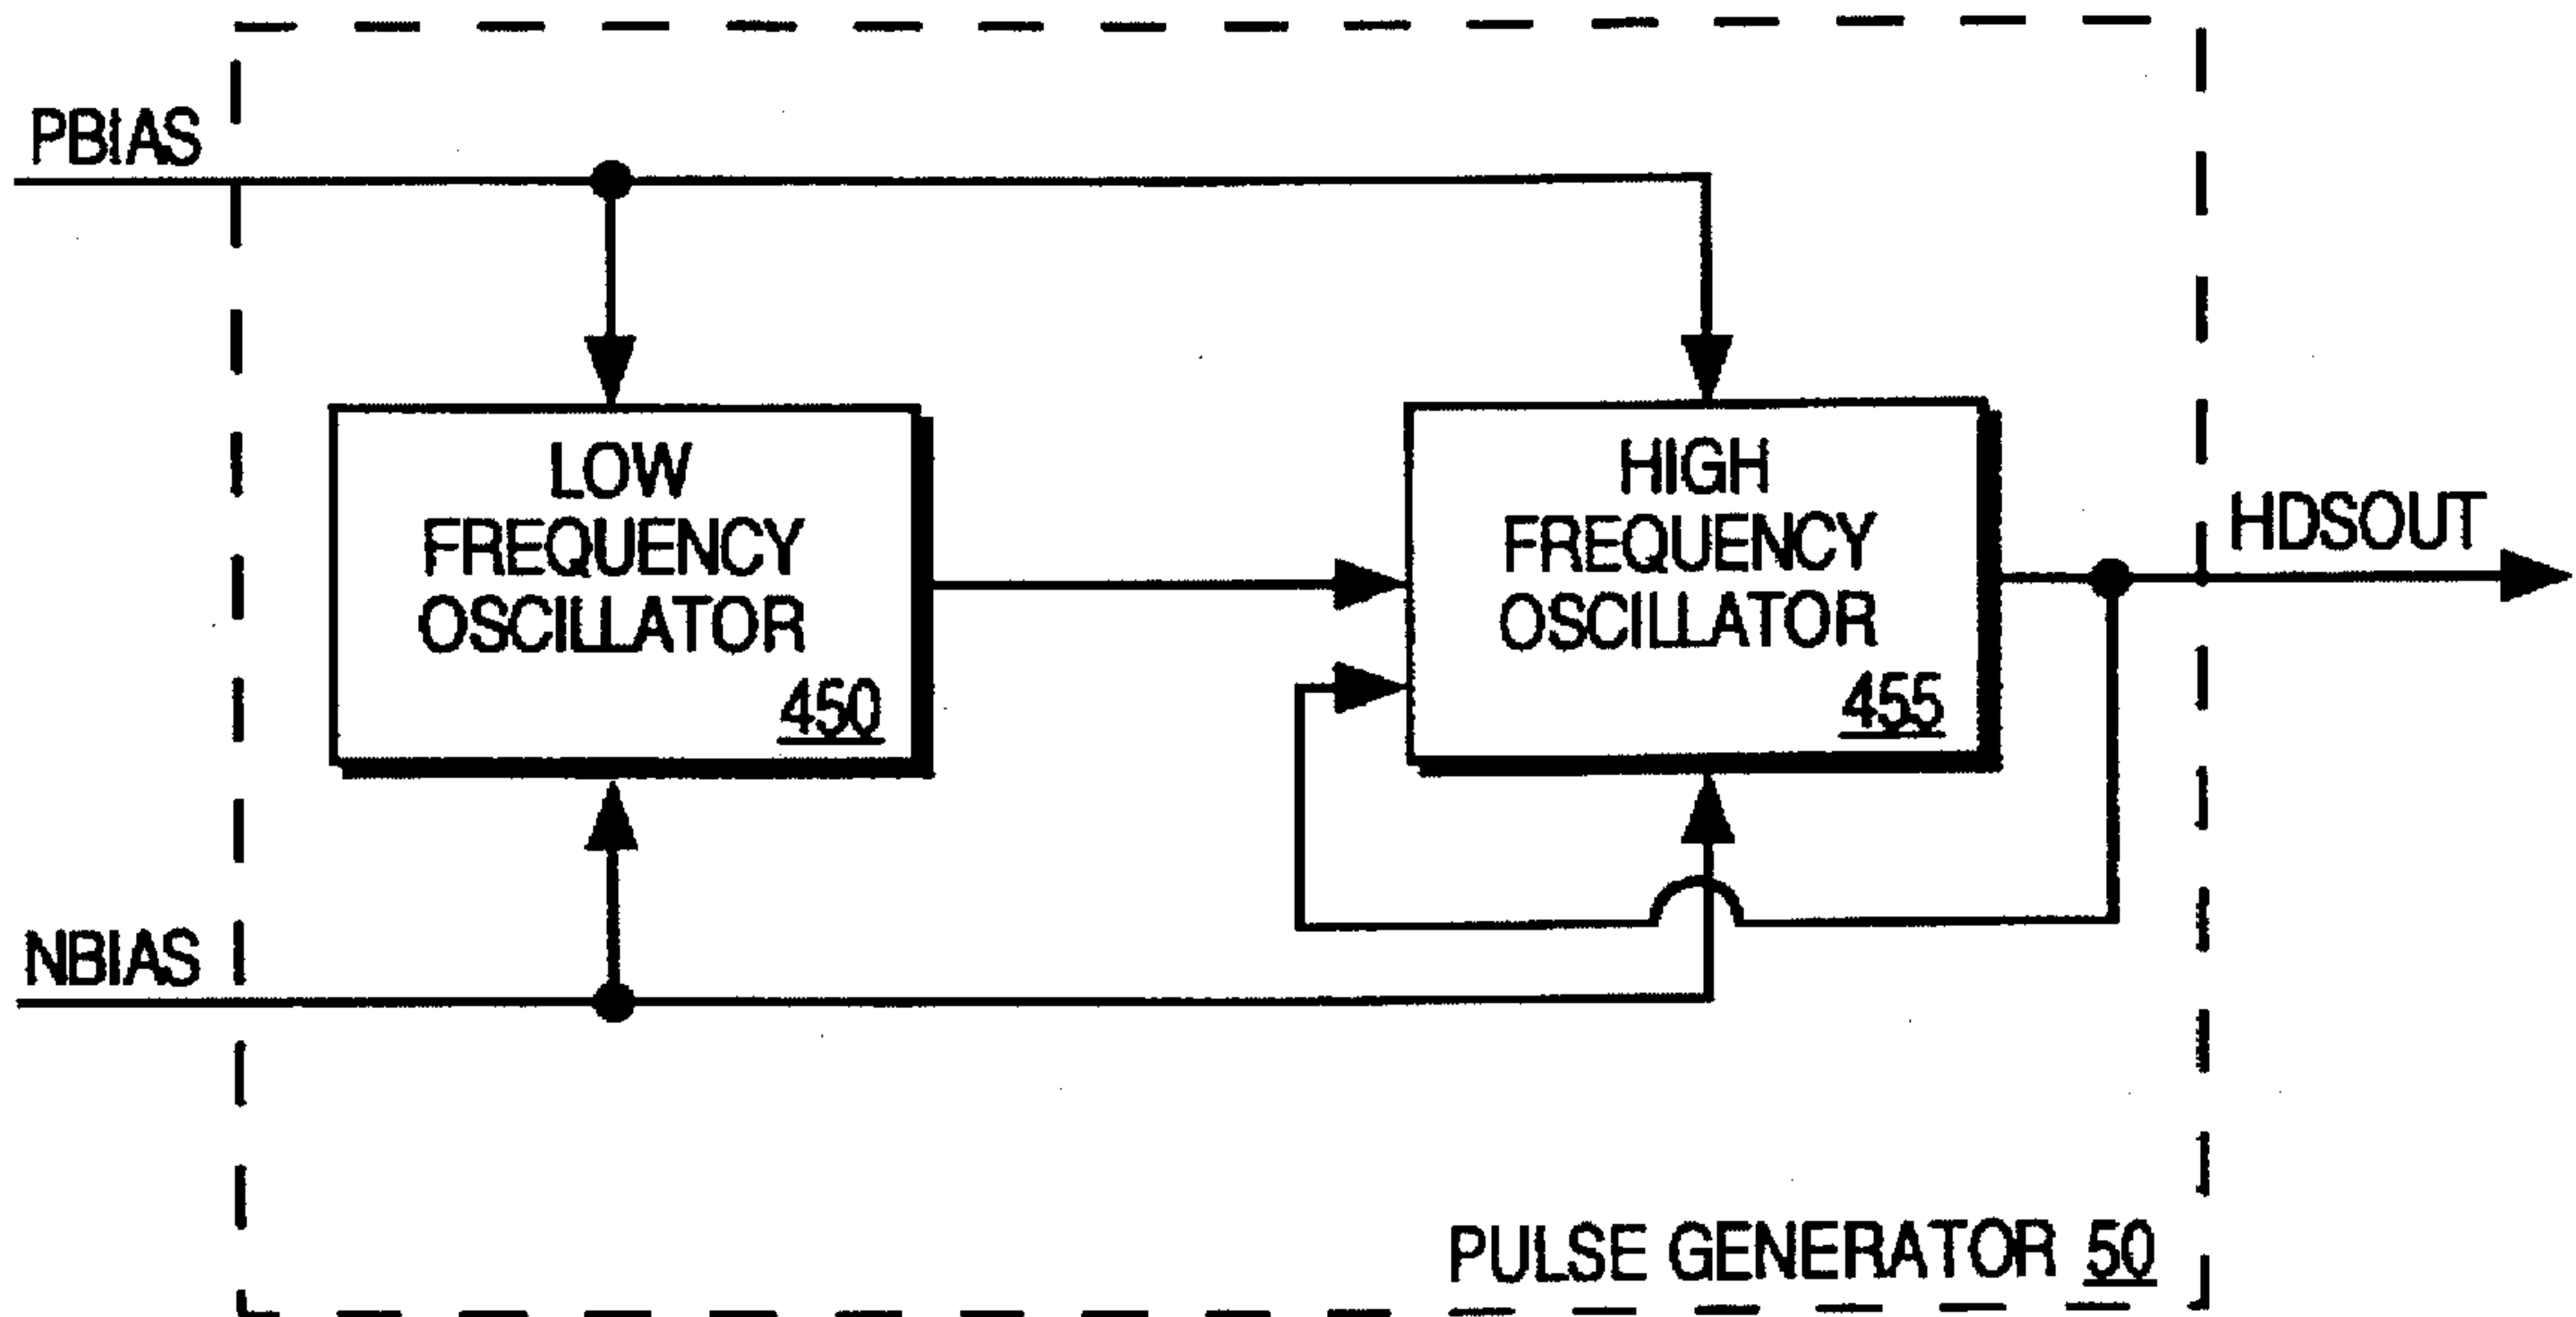 PBIAS
LOW
FREQUENCY
OSCILLATOR
450
HIGH
FREQUENCY
OSCILLATOR
455
HDSOUT
NBIAS
PULSE GENERATOR 50